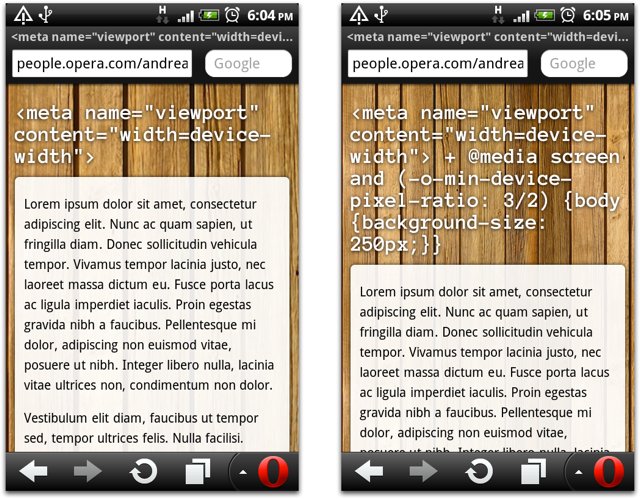 H
6:04 PM
<meta name="viewport" content="width=devi...
people.opera.com/andrea
Google
<meta name="viewport"
content="width=device-
width">
Lorem ipsum dolor sit amet, consectetur
adipiscing elit. Nunc ac quam sapien, ut
fringilla diam. Donec sollicitudin vehicula
tempor. Vivamus tempor lacinia justo, nec
laoreet massa dictum eu. Fusce a quam lacus
ac ligula imperdiet iaculis. Proin egestas
gravida nibh a faucibus. Pellentesque mi
dolor, adipiscing non euismod vitae,
posuere ut nibh. Integer libero nulla, lacinia
vitae ultrices non, condimentum non dolor.
Vestibulum elit diam, faucibus ut tempor
sed, tempor ultrices felis. Nulla facilisi.
H
6:05 PM
<meta name="viewport" content="width=devi...
people.opera.com/andrea
Google
<meta name="viewport"
content="width=device-
width"> + @media screen
and (-o-min-device-
pixel-ratio: 3/2) {body
{background-size:
250px;}}
Lorem ipsum dolor sit amet, consectetur
adipiscing elit. Nunc ac quam sapien, ut
fringilla diam. Donec sollicitudin vehicula
tempor. Vivamus tempor lacinia justo, nec
laoreet massa dictum eu. Fusce a quam lacus
ac ligula imperdiet iaculis. Proin egestas
gravida nibh a faucibus. Pellentesque mi
dolor, adipiscing non euismod vitae,
posuere ut nibh. Integer libero nulla, lacinia